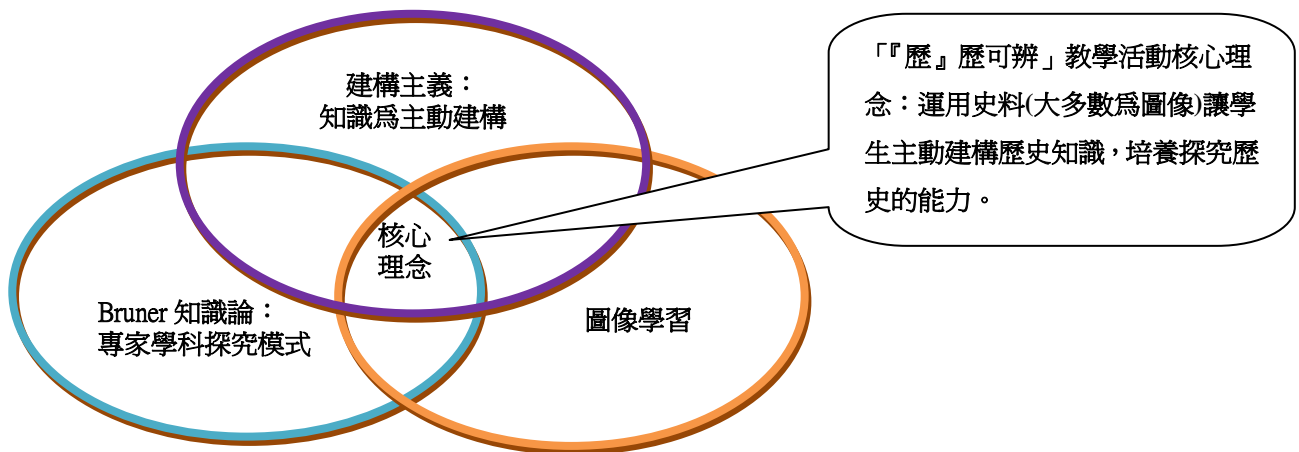 建構主義：
知識為主動建構
「『歷』歷可辨」教學活動核心理
念：運用史料(大多數為圖像)讓學
生主動建構歷史知識，培養探究歷
史的能力。
核心
理念
Bruner 知識論：
專家學科探究模式
圖像學習